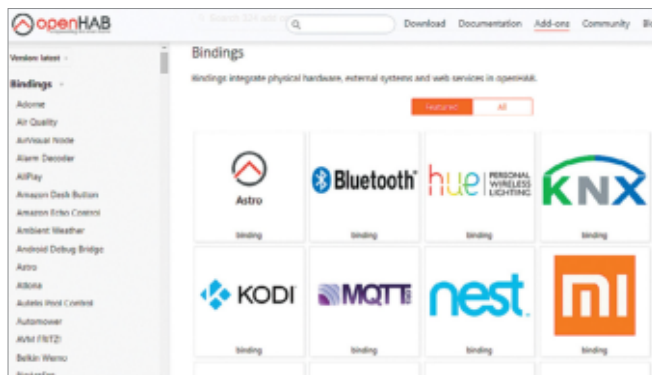 openHAB
Download Documentation Add-ons Community
Version: latest
Bindings
Adorne
Air Quality
AirVisual Node
Alarm Decoder
AllPlay
Amazon Dash Button
Amazon Echo Control
Ambient Weather
Android Debug Bridge
Astro
Atlona
Autelis Pool Control
Automower
AVM FRITZ!
Belkin Wemo
Bindings
Bindings integrate physical hardware, external systems and web services in openHAB.
Featured All
Astro
binding
Bluetooth
binding
hue PERSONAL
WIRELESS
LIGHTING
binding
KNX
binding
KODI
binding
MQTT
binding
nest
binding
mi
binding